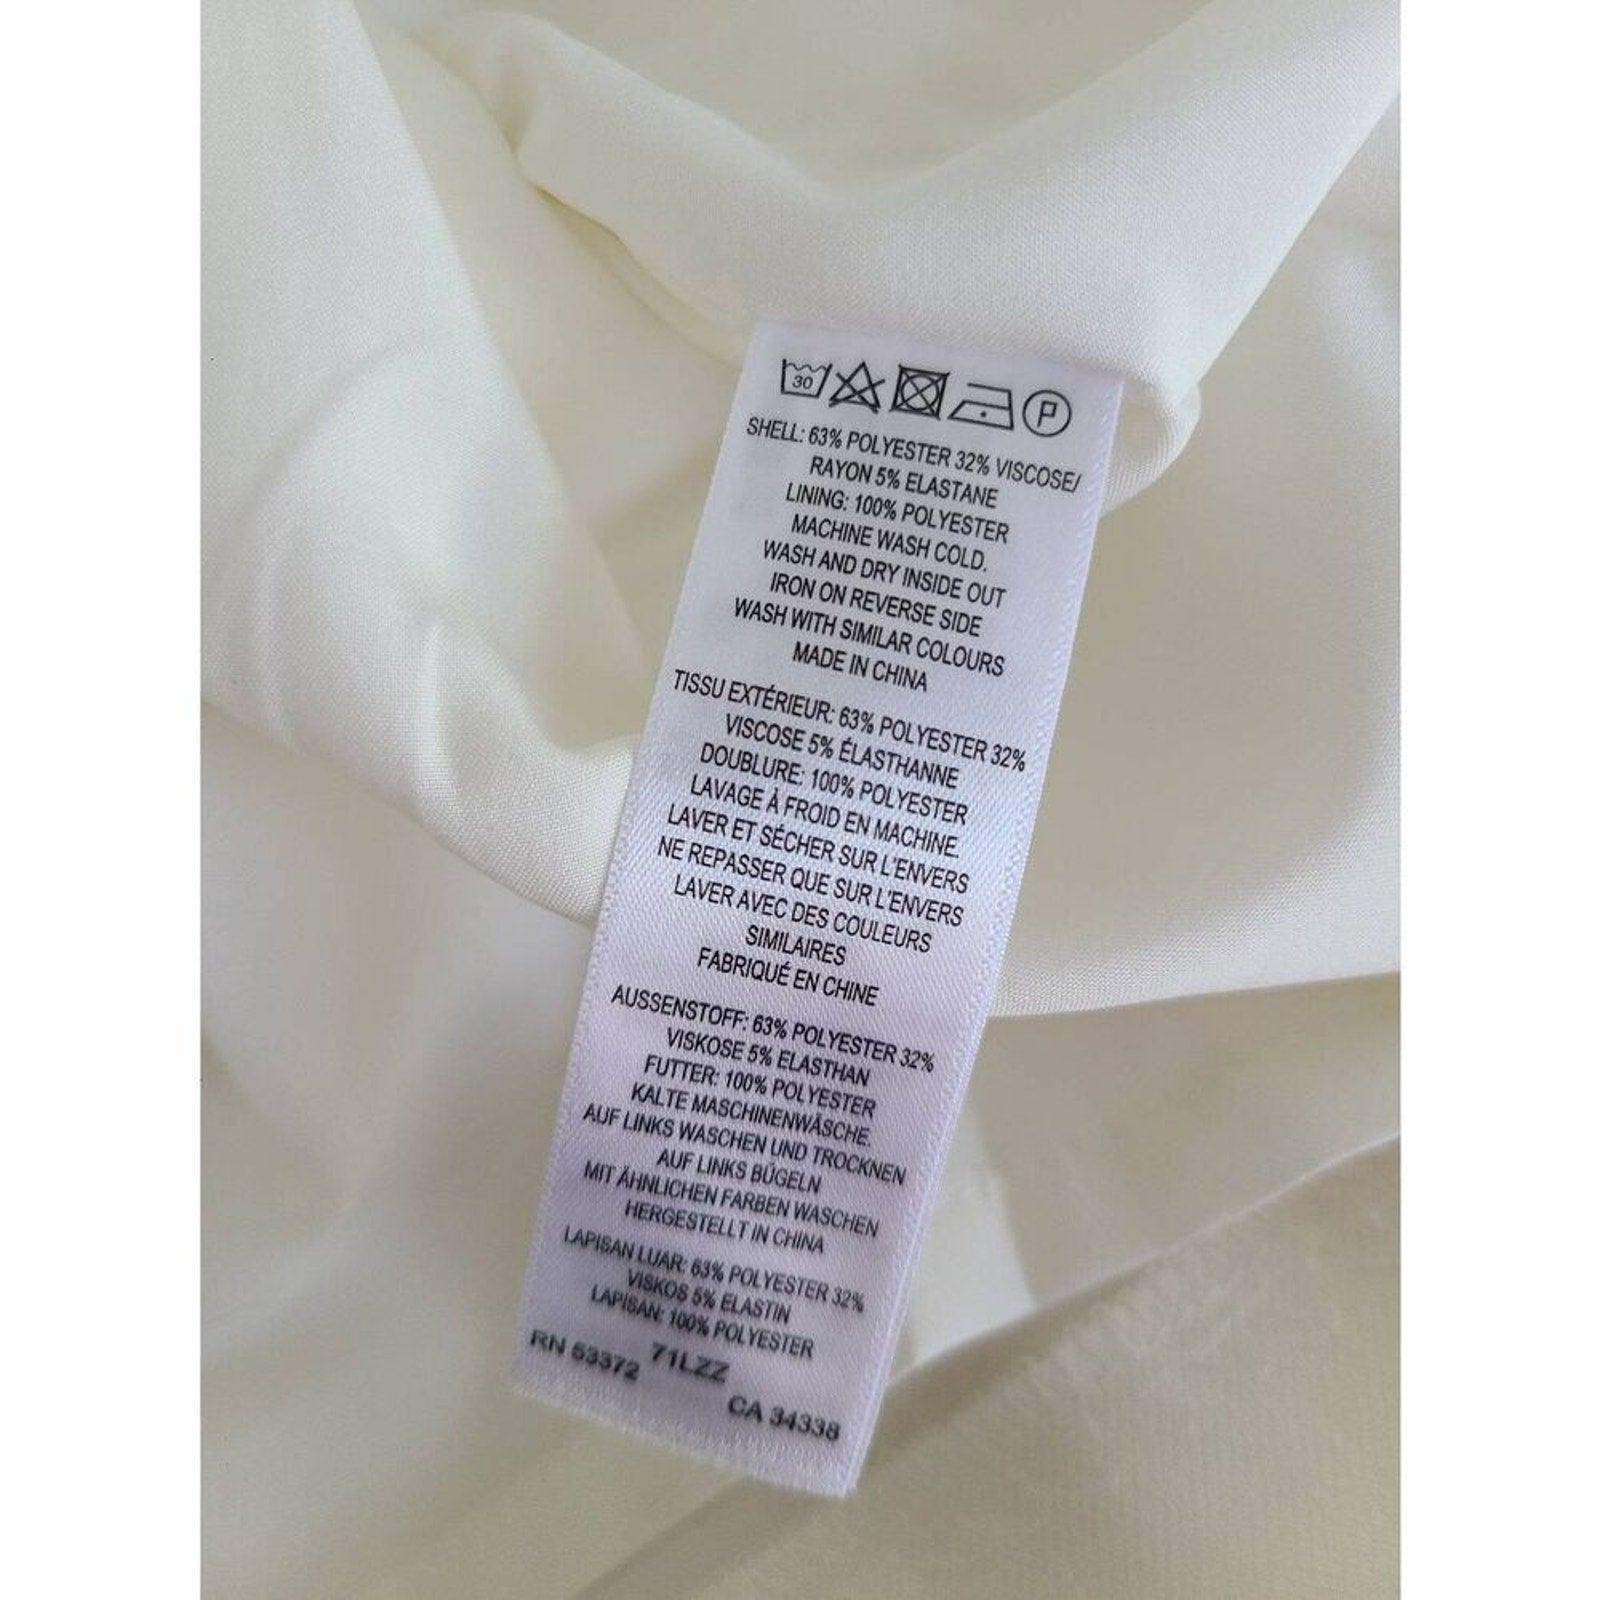 30 P
SHELL: 63% POLYESTER 32% VISCOSE/
RAYON 5% ELASTANE
LINING: 100% POLYESTER
MACHINE WASH COLD.
WASH AND DRY INSIDE OUT
IRON ON REVERSE SIDE
WASH WITH SIMILAR COLOURS
MADE IN CHINA
TISSU EXTÉRIEUR: 63% POLYESTER 32%
VISCOSE 5% ÉLASTHANNE
DOUBLURE: 100% POLYESTER
LAVAGE À FROID EN MACHINE.
LAVER ET SÉCHER SUR L'ENVERS
NE REPASSER QUE SUR L'ENVERS
LAVER AVEC DES COULEURS
SIMILAIRES
FABRIQUÉ EN CHINE
AUSSENSTOFF: 63% POLYESTER 32%
VISKOSE 5% ELASTHAN
FUTTER: 100% POLYESTER
KALTE MASCHINENWÄSCHE.
AUF LINKS WASCHEN UND TROCKNEN
AUF LINKS BÜGELN
MIT ÄHNLICHEN FARBEN WASCHEN
HERGESTELLT IN CHINA
LAPISAN LUAR: 63% POLYESTER 32%
VISKOS 5% ELASTIN
LAPISAN: 100% POLYESTER
RN 53372 71LZZ CA 34338